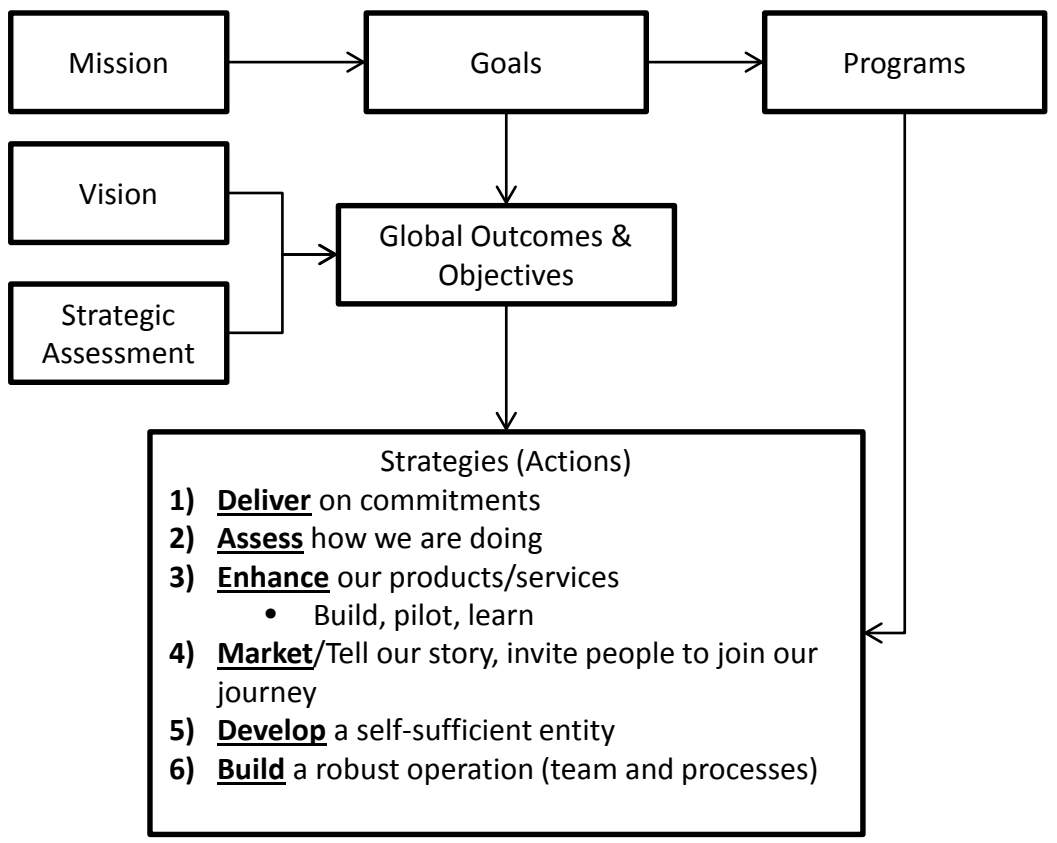 Mission
Goals
Programs
Vision
Global Outcomes &
Objectives
Strategic
Assessment
Strategies (Actions)
1) Deliver on commitments
2) Assess how we are doing
3) Enhance our products/services
• Build, pilot, learn
4) Market/Tell our story, invite people to join our
journey
5) Develop a self-sufficient entity
6) Build a robust operation (team and processes)